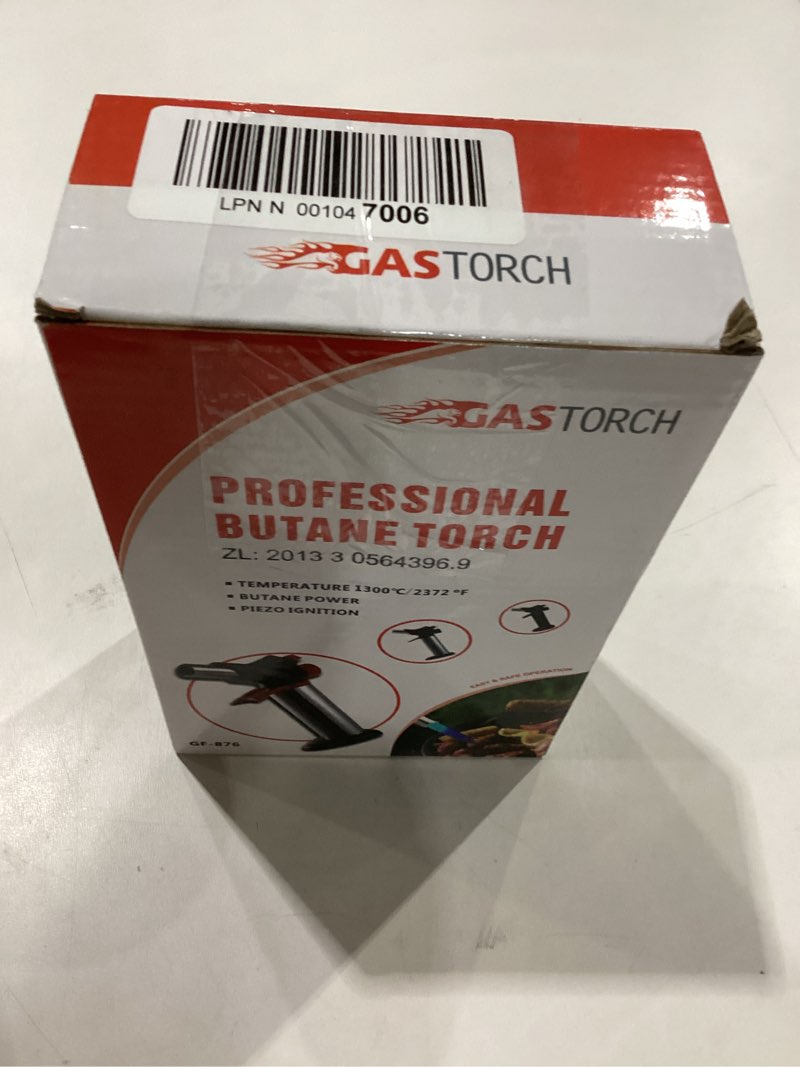 LPN N 00104 7006
GASTORCH
GASTORCH
PROFESSIONAL
BUTANE TORCH
ZL: 2013 3 0564396.9
▪ TEMPERATURE 1300℃/2372 ºF
▪ BUTANE POWER
▪ PIEZO IGNITION
EASY & SAFE OPERATION
GF-876